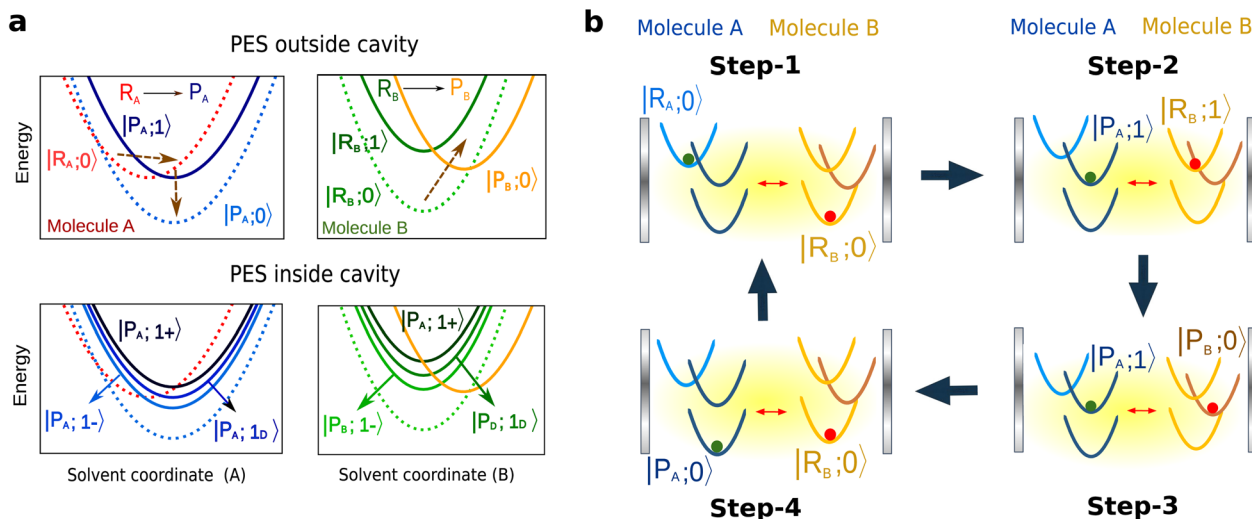 a
PES outside cavity
R_A → P_A
|P_A;1⟩
|R_A;0⟩
|P_A;0⟩
Molecule A
Energy
R_B → P_B
|R_B;1⟩
|R_B;0⟩
|P_B;0⟩
Molecule B
PES inside cavity
|P_A; 1+⟩
|P_A; 1-⟩
|P_A; 1_D⟩
Energy
Solvent coordinate (A)
|P_A; 1+⟩
|P_B; 1-⟩
|P_D; 1_D⟩
Solvent coordinate (B)
b
Molecule A Molecule B
Step-1
|R_A;0⟩
|R_B;0⟩
Molecule A Molecule B
Step-2
|P_A;1⟩
|R_B;1⟩
|P_A;0⟩
|R_B;0⟩
Step-4
|P_A;1⟩
|P_B;0⟩
Step-3